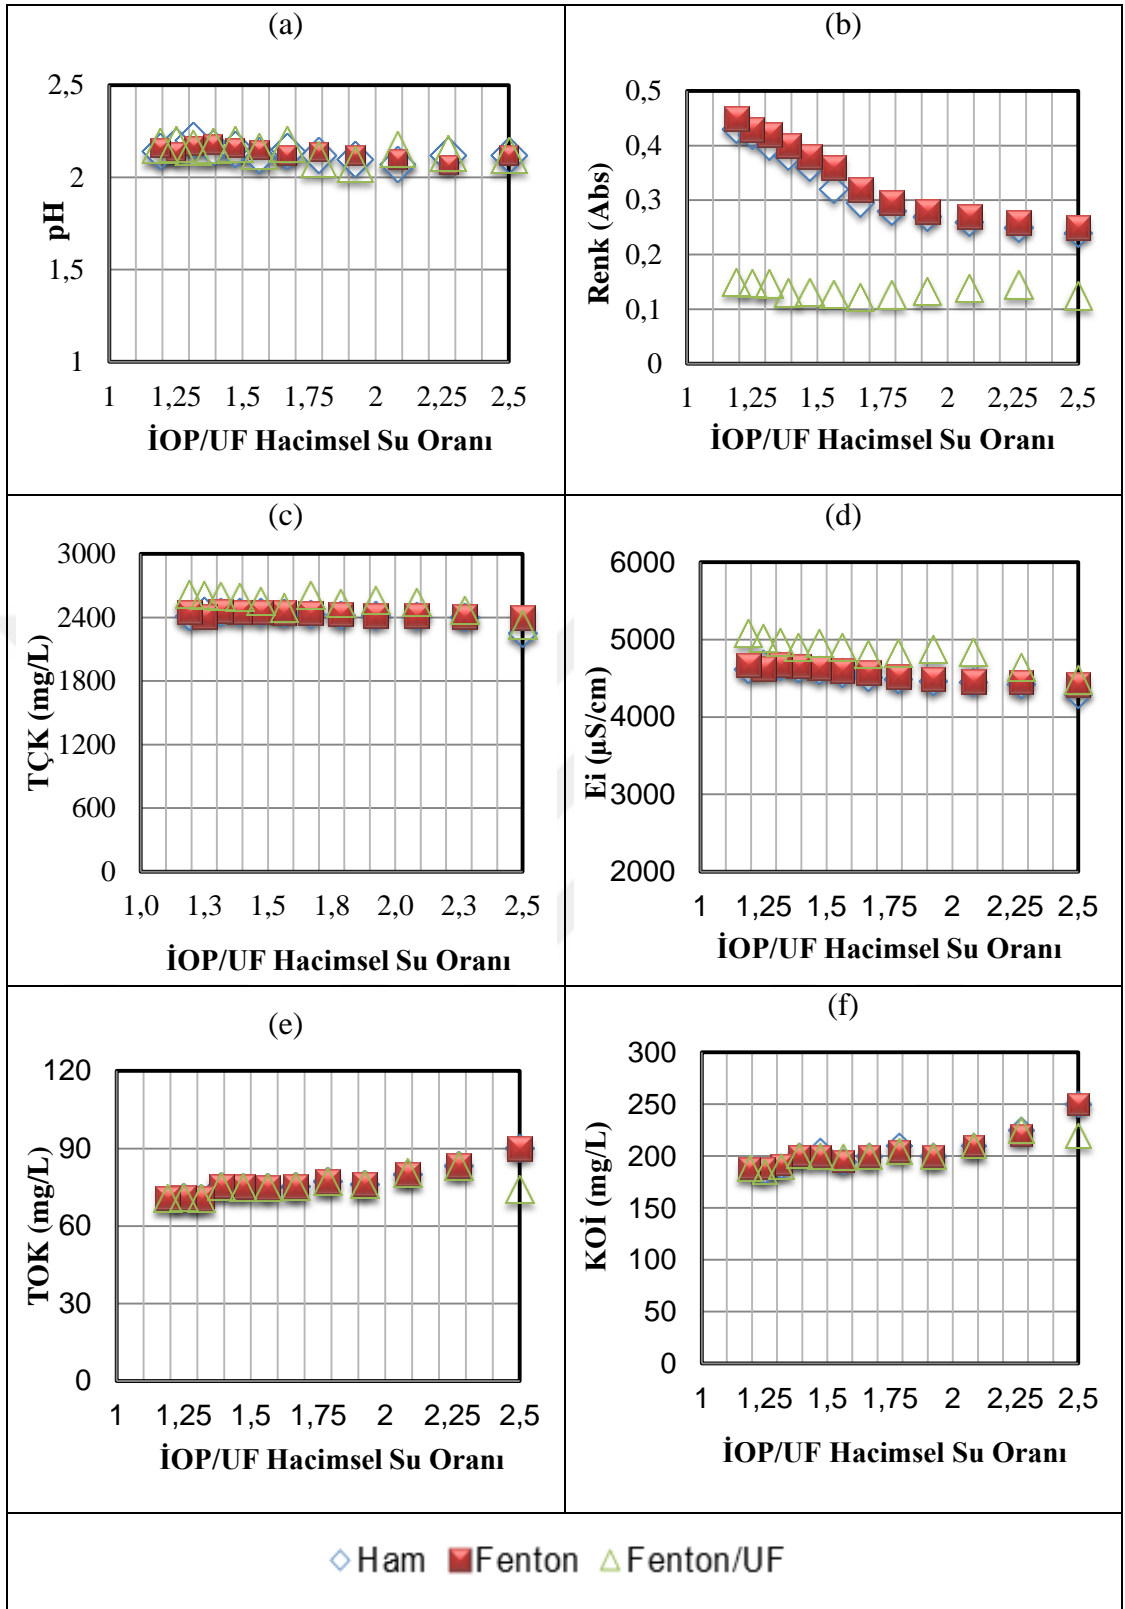 (a)
2,5
2
1,5
1
pH
1 1,25 1,5 1,75 2 2,25 2,5
İOP/UF Hacimsel Su Oranı
(b)
0,5
0,4
0,3
0,2
0,1
0
Renk (Abs)
1 1,25 1,5 1,75 2 2,25 2,5
İOP/UF Hacimsel Su Oranı
(c)
3000
2400
1800
1200
600
0
TÇK (mg/L)
1,0 1,3 1,5 1,8 2,0 2,3 2,5
İOP/UF Hacimsel Su Oranı
(d)
6000
5000
4000
3000
2000
Ei (µS/cm)
1 1,25 1,5 1,75 2 2,25 2,5
İOP/UF Hacimsel Su Oranı
(e)
120
90
60
30
0
TOK (mg/L)
1 1,25 1,5 1,75 2 2,25 2,5
İOP/UF Hacimsel Su Oranı
(f)
300
250
200
150
100
50
0
KOİ (mg/L)
1 1,25 1,5 1,75 2 2,25 2,5
İOP/UF Hacimsel Su Oranı
Ham Fenton Fenton/UF